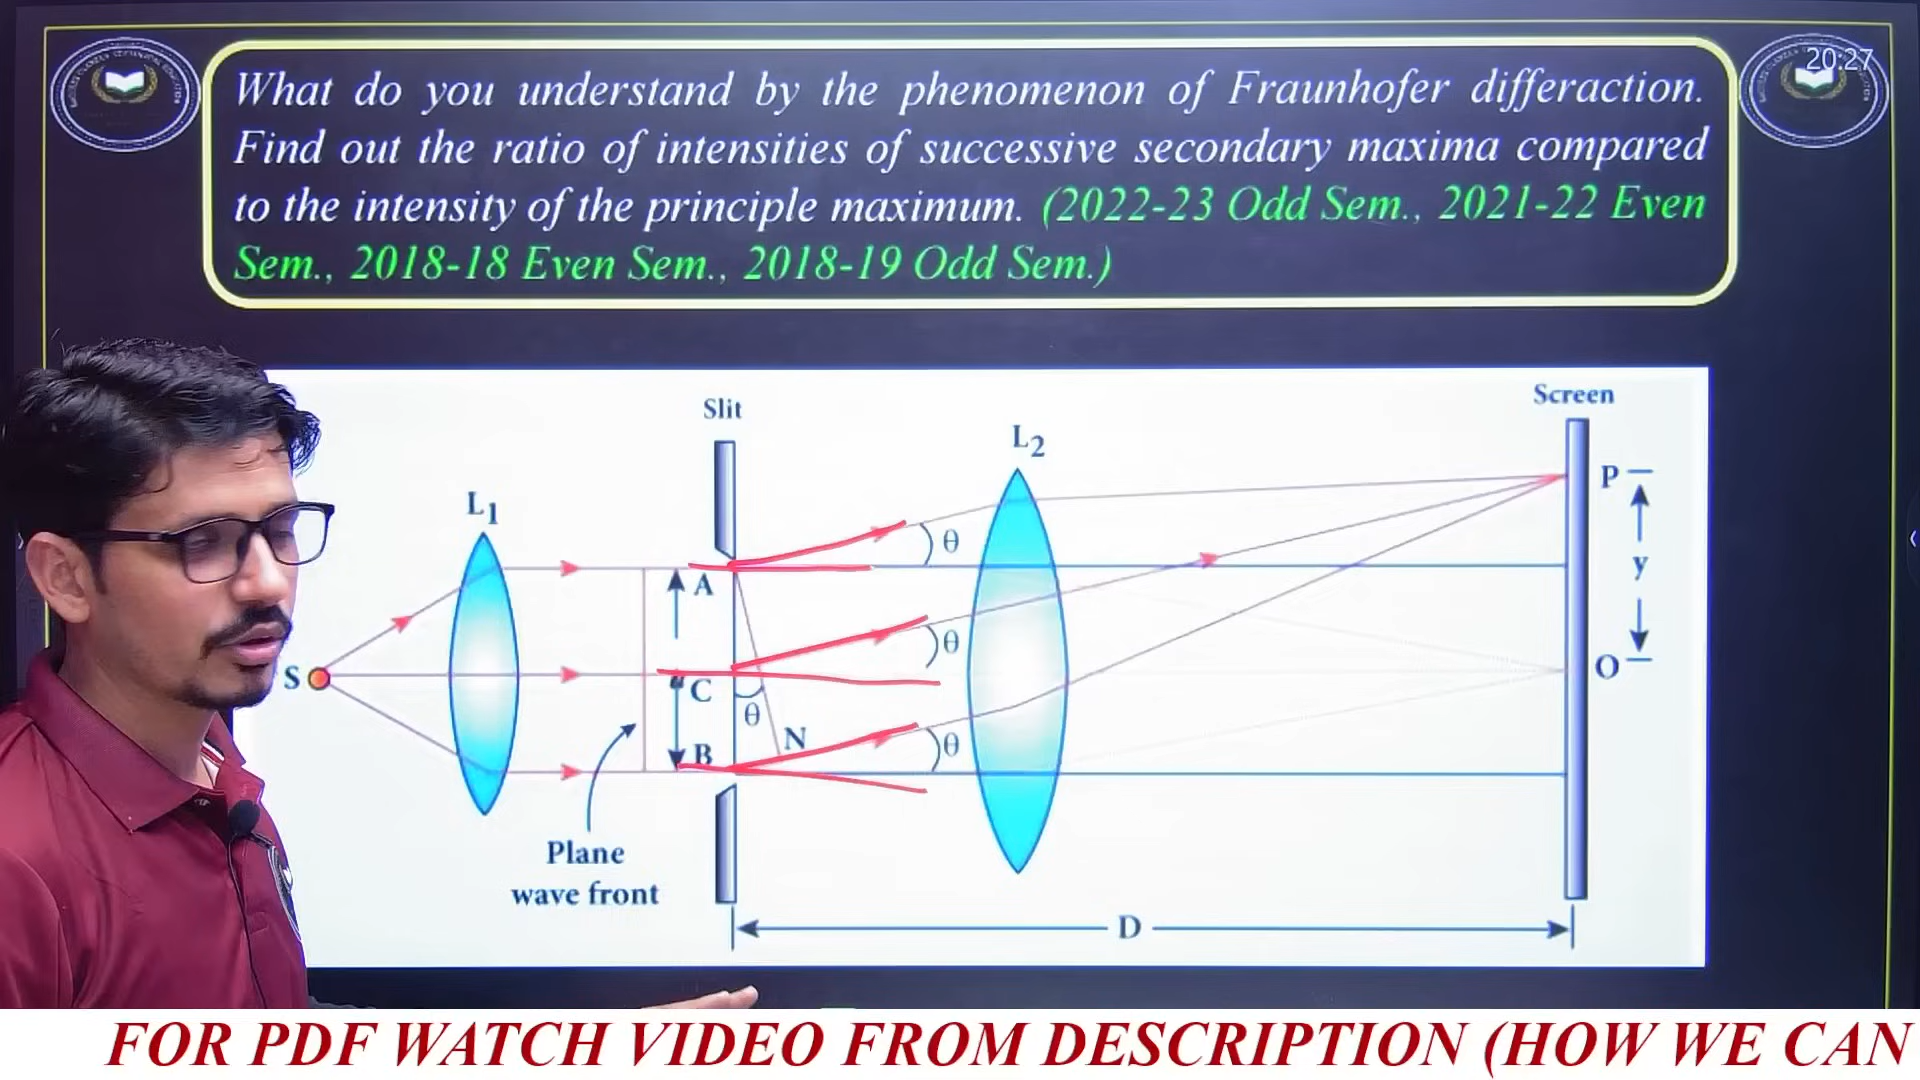 20:27
What do you understand by the phenomenon of Fraunhofer differaction.
Find out the ratio of intensities of successive secondary maxima compared
to the intensity of the principle maximum. (2022-23 Odd Sem., 2021-22 Even
Sem., 2018-18 Even Sem., 2018-19 Odd Sem.)
Slit
Screen
L2
P
L1
θ
A
y
θ
O
S
C
θ
N
B
θ
Plane
wave front
D
FOR PDF WATCH VIDEO FROM DESCRIPTION (HOW WE CAN